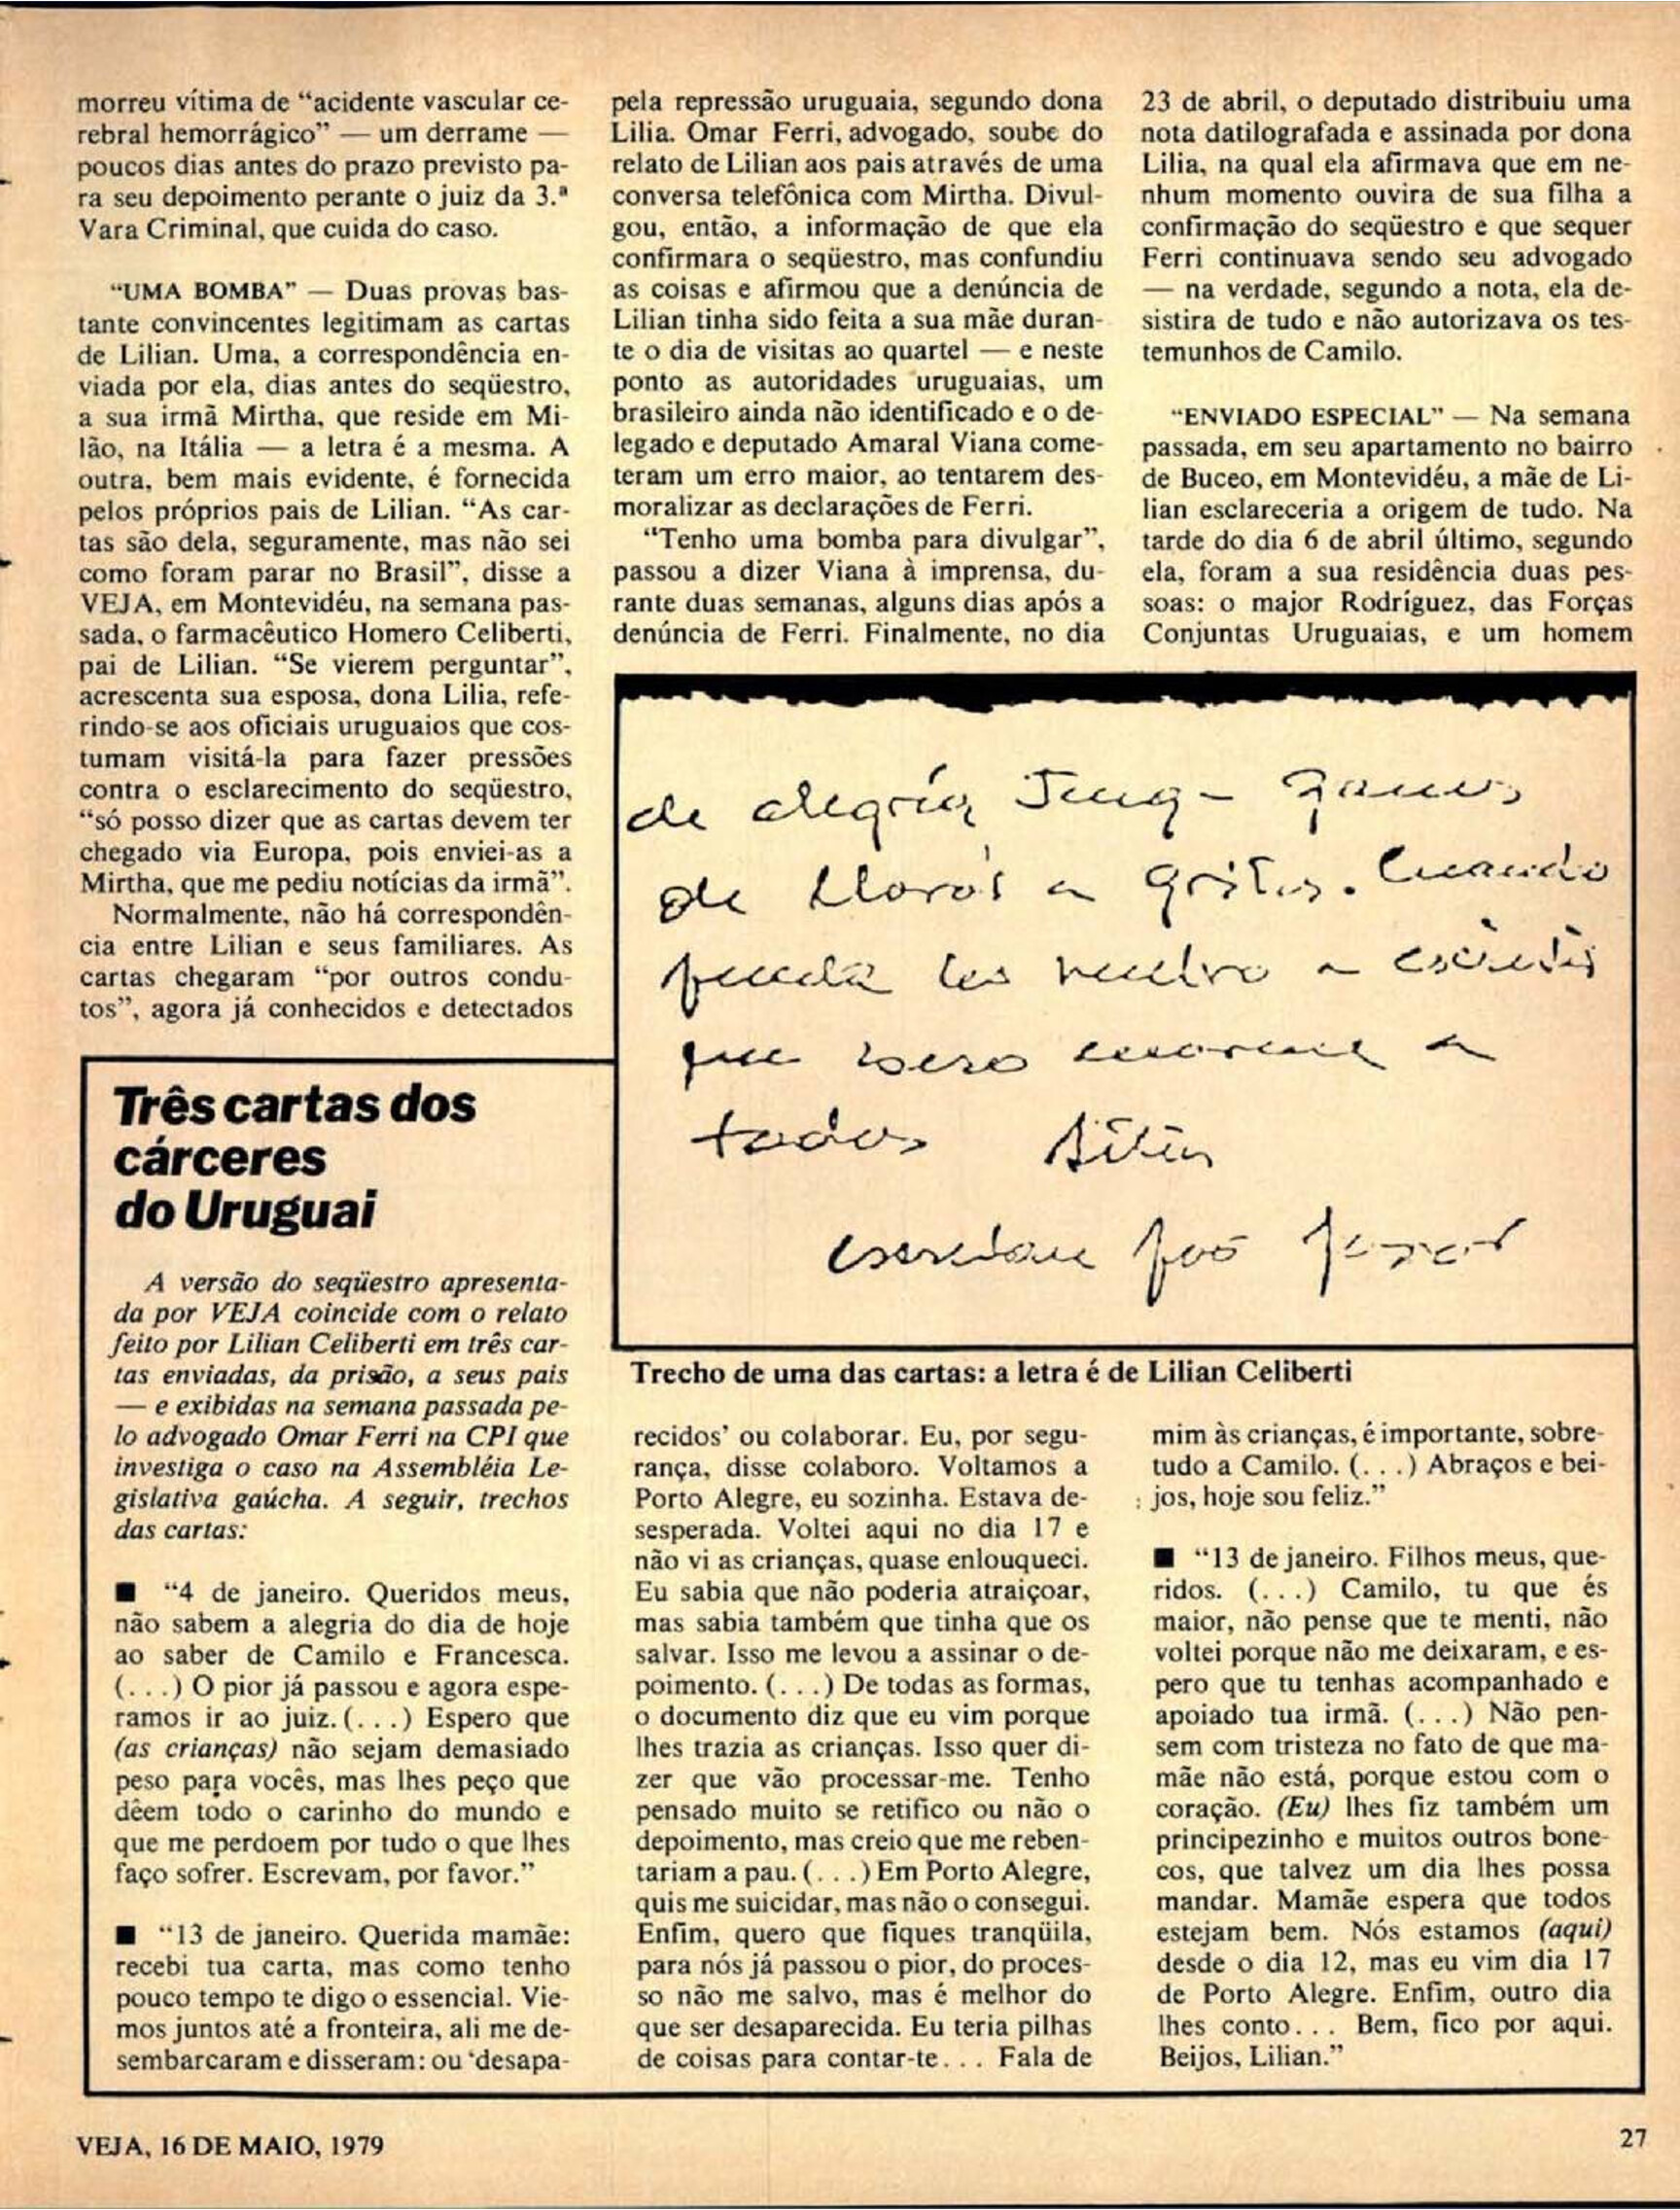 morreu vítima de “acidente vascular ce-
rebral hemorrágico” — um derrame —
poucos dias antes do prazo previsto pa-
ra seu depoimento perante o juiz da 3.ª
Vara Criminal, que cuida do caso.
“UMA BOMBA” — Duas provas bas-
tante convincentes legitimam as cartas
de Lilian. Uma, a correspondência en-
viada por ela, dias antes do seqüestro,
a sua irmã Mirtha, que reside em Mi-
lão, na Itália — a letra é a mesma. A
outra, bem mais evidente, é fornecida
pelos próprios pais de Lilian. “As car-
tas são dela, seguramente, mas não sei
como foram parar no Brasil”, disse a
VEJA, em Montevidéu, na semana pas-
sada, o farmacêutico Homero Celiberti,
pai de Lilian. “Se vierem perguntar”,
acrescenta sua esposa, dona Lilia, refe-
rindo-se aos oficiais uruguaios que cos-
tumam visitá-la para fazer pressões
contra o esclarecimento do seqüestro,
“só posso dizer que as cartas devem ter
chegado via Europa, pois enviei-as a
Mirtha, que me pediu notícias da irmã”.
Normalmente, não há correspondên-
cia entre Lilian e seus familiares. As
cartas chegaram “por outros condu-
tos”, agora já conhecidos e detectados
pela repressão uruguaia, segundo dona
Lilia. Omar Ferri, advogado, soube do
relato de Lilian aos pais através de uma
conversa telefônica com Mirtha. Divul-
gou, então, a informação de que ela
confirmara o seqüestro, mas confundiu
as coisas e afirmou que a denúncia de
Lilian tinha sido feita a sua mãe duran-
te o dia de visitas ao quartel — e neste
ponto as autoridades uruguaias, um
brasileiro ainda não identificado e o de-
legado e deputado Amaral Viana come-
teram um erro maior, ao tentarem des-
moralizar as declarações de Ferri.
“Tenho uma bomba para divulgar”,
passou a dizer Viana à imprensa, du-
rante duas semanas, alguns dias após a
denúncia de Ferri. Finalmente, no dia
23 de abril, o deputado distribuiu uma
nota datilografada e assinada por dona
Lilia, na qual ela afirmava que em ne-
nhum momento ouvira de sua filha a
confirmação do seqüestro e que sequer
Ferri continuava sendo seu advogado
— na verdade, segundo a nota, ela de-
sistira de tudo e não autorizava os tes-
temunhos de Camilo.
“ENVIADO ESPECIAL” — Na semana
passada, em seu apartamento no bairro
de Buceo, em Montevidéu, a mãe de Li-
lian esclareceria a origem de tudo. Na
tarde do dia 6 de abril último, segundo
ela, foram a sua residência duas pes-
soas: o major Rodríguez, das Forças
Conjuntas Uruguaias, e um homem
de alegría Tengo ganas
de llorar a gritos. Cuando
pueda les vuelvo a escribir
que beso enorme a
todos Lilian
escriban por favor
Trecho de uma das cartas: a letra é de Lilian Celiberti
Três cartas dos
cárceres
do Uruguai
A versão do seqüestro apresenta-
da por VEJA coincide com o relato
feito por Lilian Celiberti em três car-
tas enviadas, da prisão, a seus pais
— e exibidas na semana passada pe-
lo advogado Omar Ferri na CPI que
investiga o caso na Assembléia Le-
gislativa gaúcha. A seguir, trechos
das cartas:
■ “4 de janeiro. Queridos meus,
não sabem a alegria do dia de hoje
ao saber de Camilo e Francesca.
(. . .) O pior já passou e agora espe-
ramos ir ao juiz. (. . .) Espero que
(as crianças) não sejam demasiado
peso para vocês, mas lhes peço que
dêem todo o carinho do mundo e
que me perdoem por tudo o que lhes
faço sofrer. Escrevam, por favor.”
■ “13 de janeiro. Querida mamãe:
recebi tua carta, mas como tenho
pouco tempo te digo o essencial. Vie-
mos juntos até a fronteira, ali me de-
sembarcaram e disseram: ou ‘desapa-
recidos’ ou colaborar. Eu, por segu-
rança, disse colaboro. Voltamos a
Porto Alegre, eu sozinha. Estava de-
sesperada. Voltei aqui no dia 17 e
não vi as crianças, quase enlouqueci.
Eu sabia que não poderia atraiçoar,
mas sabia também que tinha que os
salvar. Isso me levou a assinar o de-
poimento. (. . .) De todas as formas,
o documento diz que eu vim porque
lhes trazia as crianças. Isso quer di-
zer que vão processar-me. Tenho
pensado muito se retifico ou não o
depoimento, mas creio que me reben-
tariam a pau. (. . .) Em Porto Alegre,
quis me suicidar, mas não o consegui.
Enfim, quero que fiques tranqüila,
para nós já passou o pior, do proces-
so não me salvo, mas é melhor do
que ser desaparecida. Eu teria pilhas
de coisas para contar-te. . . Fala de
mim às crianças, é importante, sobre-
tudo a Camilo. (. . .) Abraços e bei-
jos, hoje sou feliz.”
■ “13 de janeiro. Filhos meus, que-
ridos. (. . .) Camilo, tu que és
maior, não pense que te menti, não
voltei porque não me deixaram, e es-
pero que tu tenhas acompanhado e
apoiado tua irmã. (. . .) Não pen-
sem com tristeza no fato de que ma-
mãe não está, porque estou com o
coração. (Eu) lhes fiz também um
principezinho e muitos outros bone-
cos, que talvez um dia lhes possa
mandar. Mamãe espera que todos
estejam bem. Nós estamos (aqui)
desde o dia 12, mas eu vim dia 17
de Porto Alegre. Enfim, outro dia
lhes conto. . . Bem, fico por aqui.
Beijos, Lilian.”
VEJA, 16 DE MAIO, 1979
27